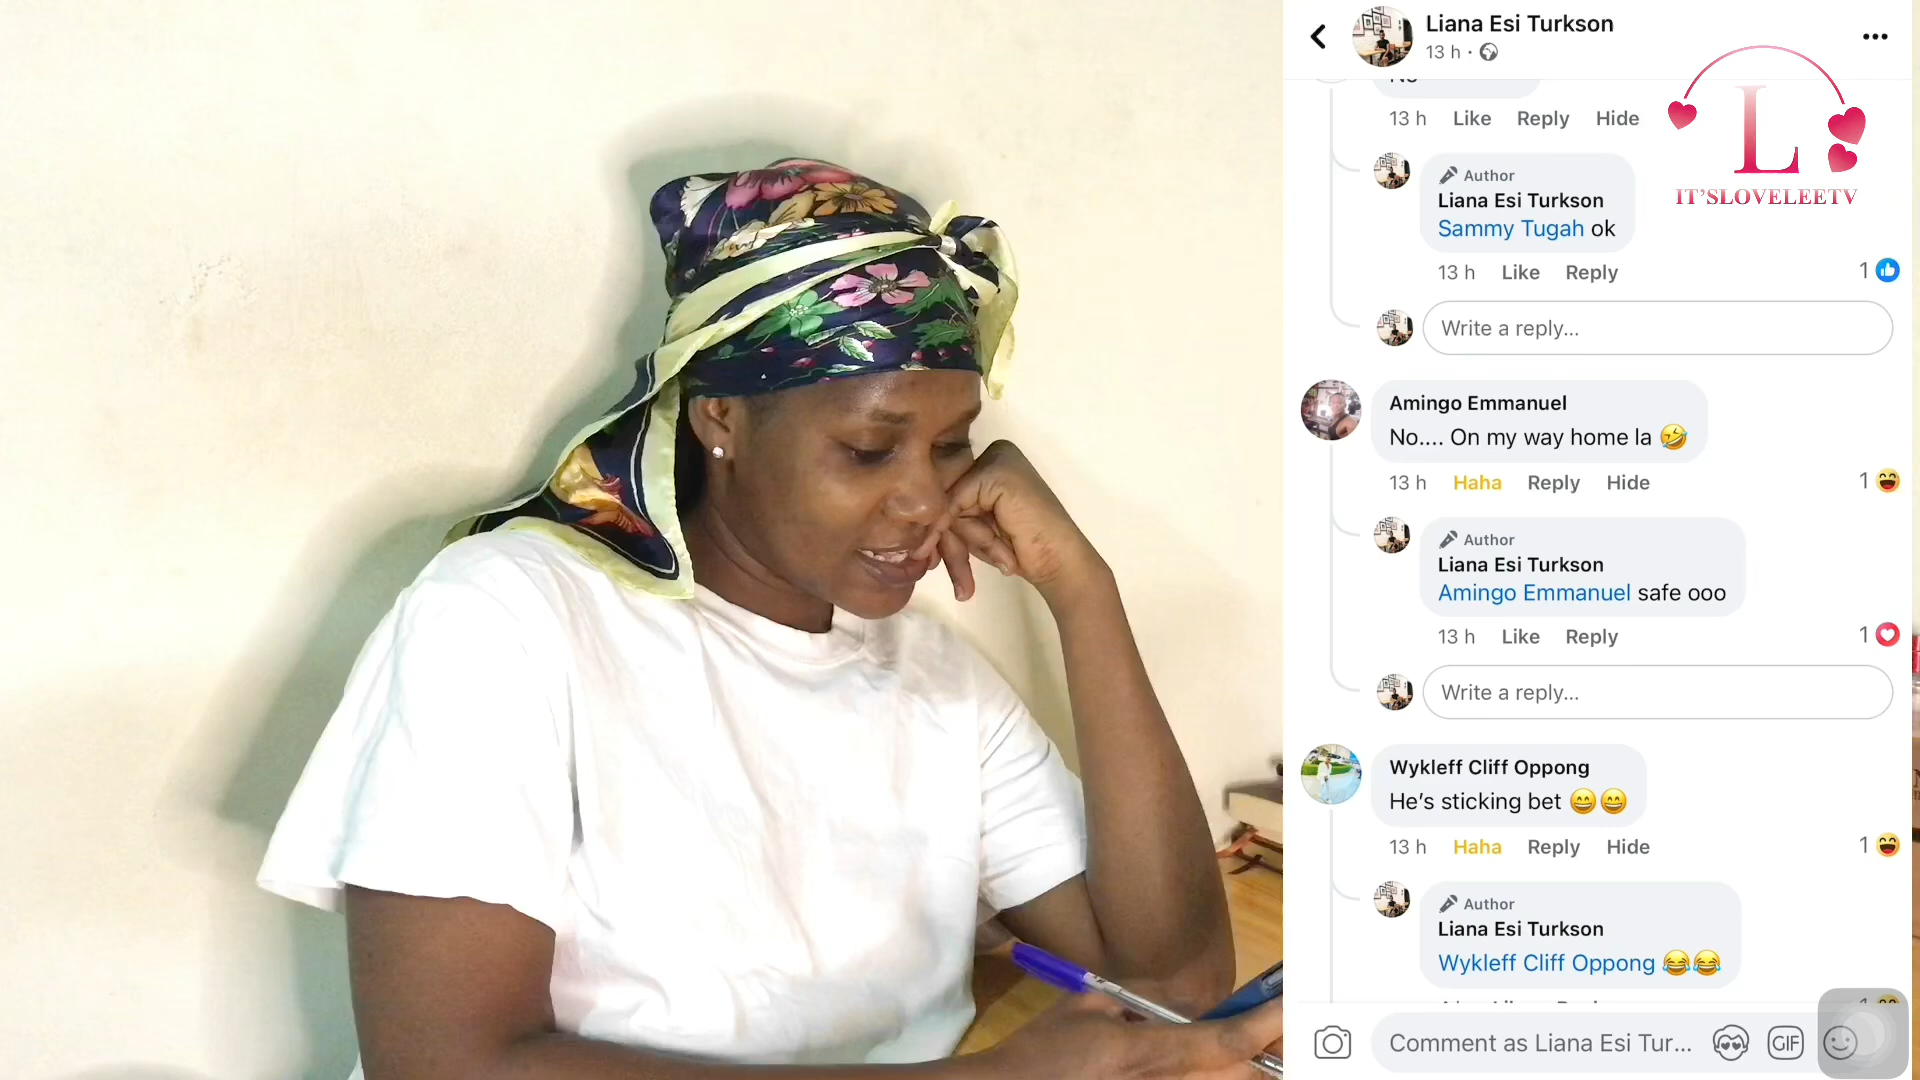 Liana Esi Turkson
13 h ·
No
13 h Like Reply Hide
L
IT'SLOVELEETV
Author
Liana Esi Turkson
Sammy Tugah ok
13 h Like Reply 1
Write a reply...
Amingo Emmanuel
No.... On my way home la 🤣
13 h Haha Reply Hide 1
Author
Liana Esi Turkson
Amingo Emmanuel safe ooo
13 h Like Reply 1
Write a reply...
Wykleff Cliff Oppong
He's sticking bet 😄😄
13 h Haha Reply Hide 1
Author
Liana Esi Turkson
Wykleff Cliff Oppong 😂😂
Comment as Liana Esi Tur...
GIF